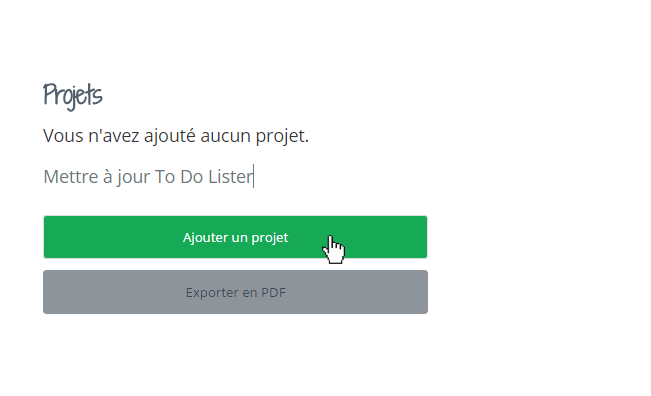 Projets
Vous n'avez ajouté aucun projet.
Mettre à jour To Do Lister
Ajouter un projet
Exporter en PDF